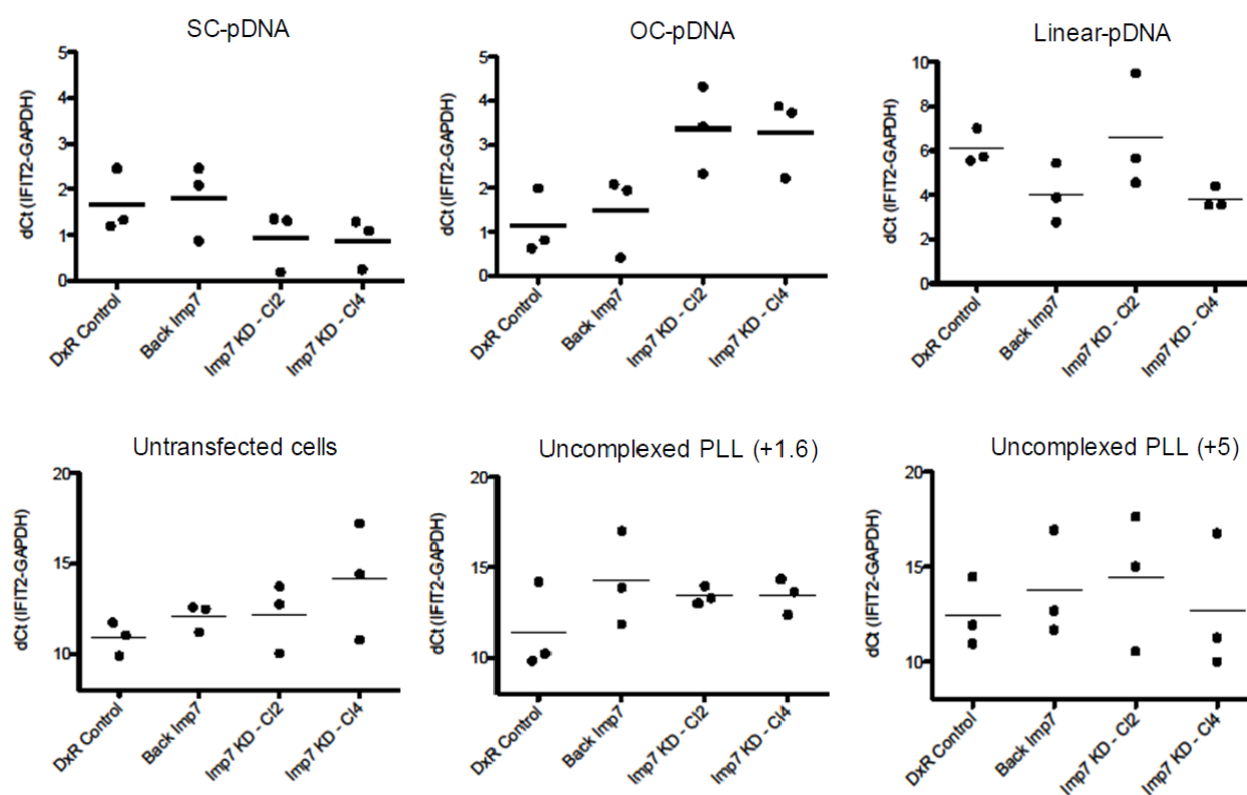 SC-pDNA
dCt (IFIT2-GAPDH)
5
4
3
2
1
0
DxR Control
Back Imp7
Imp7 KD - Cl2
Imp7 KD - Cl4
OC-pDNA
dCt (IFIT2-GAPDH)
5
4
3
2
1
0
DxR Control
Back Imp7
Imp7 KD - Cl2
Imp7 KD - Cl4
Linear-pDNA
dCt (IFIT2-GAPDH)
10
8
6
4
2
0
DxR Control
Back Imp7
Imp7 KD - Cl2
Imp7 KD - Cl4
Untransfected cells
dCt (IFIT2-GAPDH)
20
15
10
DxR Control
Back Imp7
Imp7 KD - Cl2
Imp7 KD - Cl4
Uncomplexed PLL (+1.6)
dCt (IFIT2-GAPDH)
20
15
10
DxR Control
Back Imp7
Imp7 KD - Cl2
Imp7 KD - Cl4
Uncomplexed PLL (+5)
dCt (IFIT2-GAPDH)
20
15
10
DxR Control
Back Imp7
Imp7 KD - Cl2
Imp7 KD - Cl4